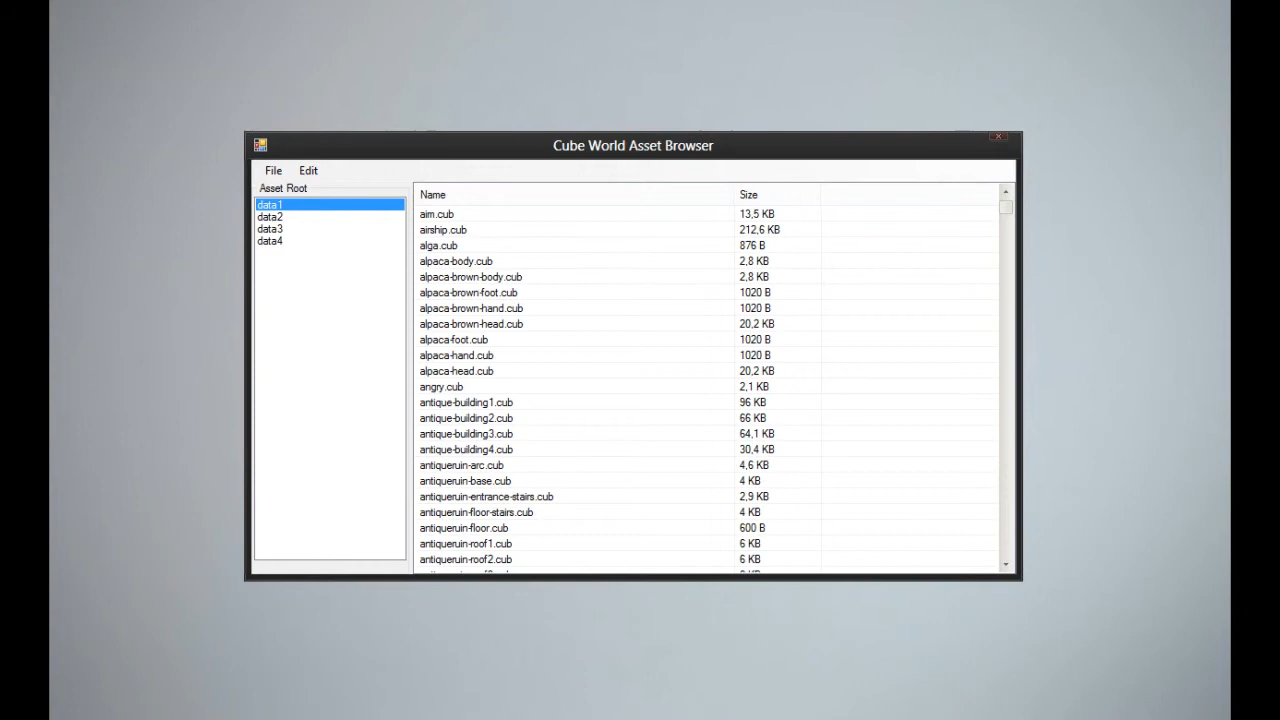 Cube World Asset Browser
File Edit
Asset Root
data1
data2
data3
data4
Name Size
aim.cub 13,5 KB
airship.cub 212,6 KB
alga.cub 876 B
alpaca-body.cub 2,8 KB
alpaca-brown-body.cub 2,8 KB
alpaca-brown-foot.cub 1020 B
alpaca-brown-hand.cub 1020 B
alpaca-brown-head.cub 20,2 KB
alpaca-foot.cub 1020 B
alpaca-hand.cub 1020 B
alpaca-head.cub 20,2 KB
angry.cub 2,1 KB
antique-building1.cub 96 KB
antique-building2.cub 66 KB
antique-building3.cub 64,1 KB
antique-building4.cub 30,4 KB
antiqueruin-arc.cub 4,6 KB
antiqueruin-base.cub 4 KB
antiqueruin-entrance-stairs.cub 2,9 KB
antiqueruin-floor-stairs.cub 4 KB
antiqueruin-floor.cub 600 B
antiqueruin-roof1.cub 6 KB
antiqueruin-roof2.cub 6 KB